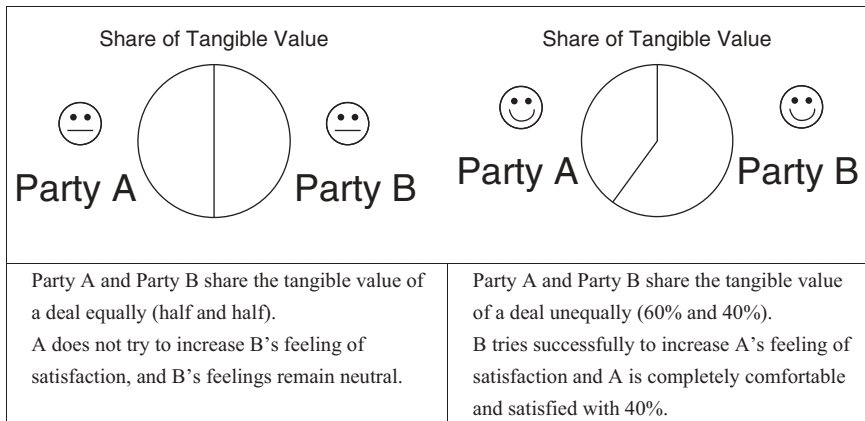 Share of Tangible Value
Party A
Party B
Share of Tangible Value
Party A
Party B
Party A and Party B share the tangible value of
a deal equally (half and half).
A does not try to increase B’s feeling of
satisfaction, and B’s feelings remain neutral.
Party A and Party B share the tangible value
of a deal unequally (60% and 40%).
B tries successfully to increase A’s feeling of
satisfaction and A is completely comfortable
and satisfied with 40%.